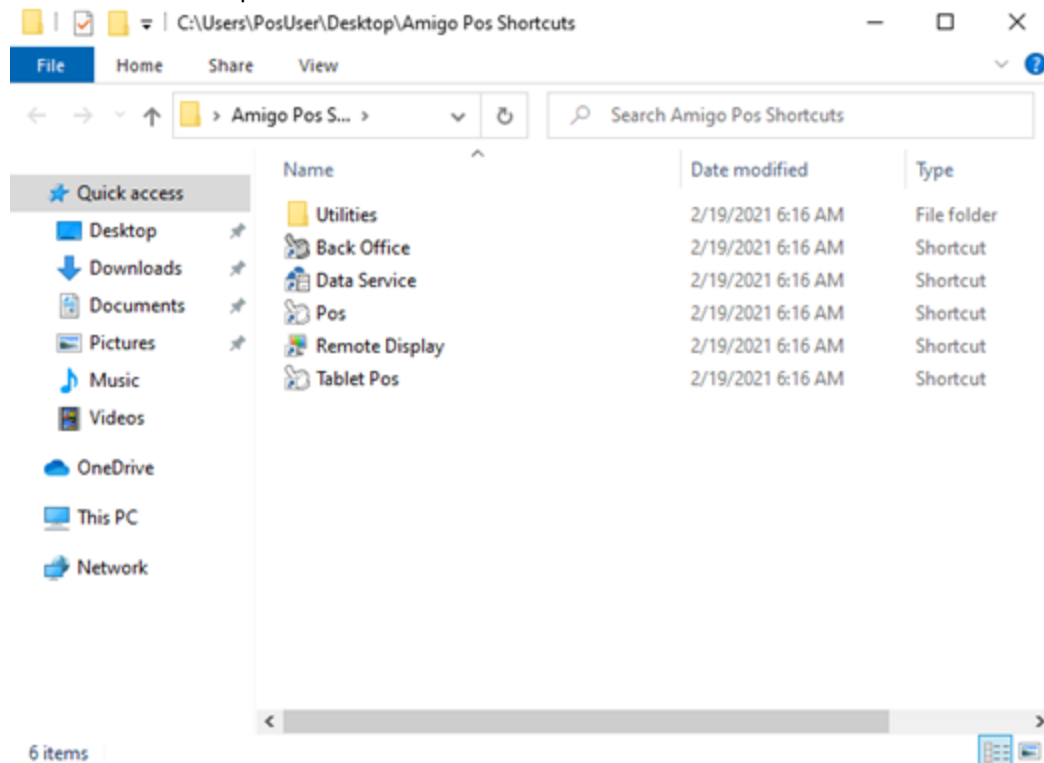 C:\Users\PosUser\Desktop\Amigo Pos Shortcuts
File Home Share View
Amigo Pos S... Search Amigo Pos Shortcuts
Name Date modified Type
Quick access
Desktop
Downloads
Documents
Pictures
Music
Videos
OneDrive
This PC
Network
Utilities 2/19/2021 6:16 AM File folder
Back Office 2/19/2021 6:16 AM Shortcut
Data Service 2/19/2021 6:16 AM Shortcut
Pos 2/19/2021 6:16 AM Shortcut
Remote Display 2/19/2021 6:16 AM Shortcut
Tablet Pos 2/19/2021 6:16 AM Shortcut
6 items